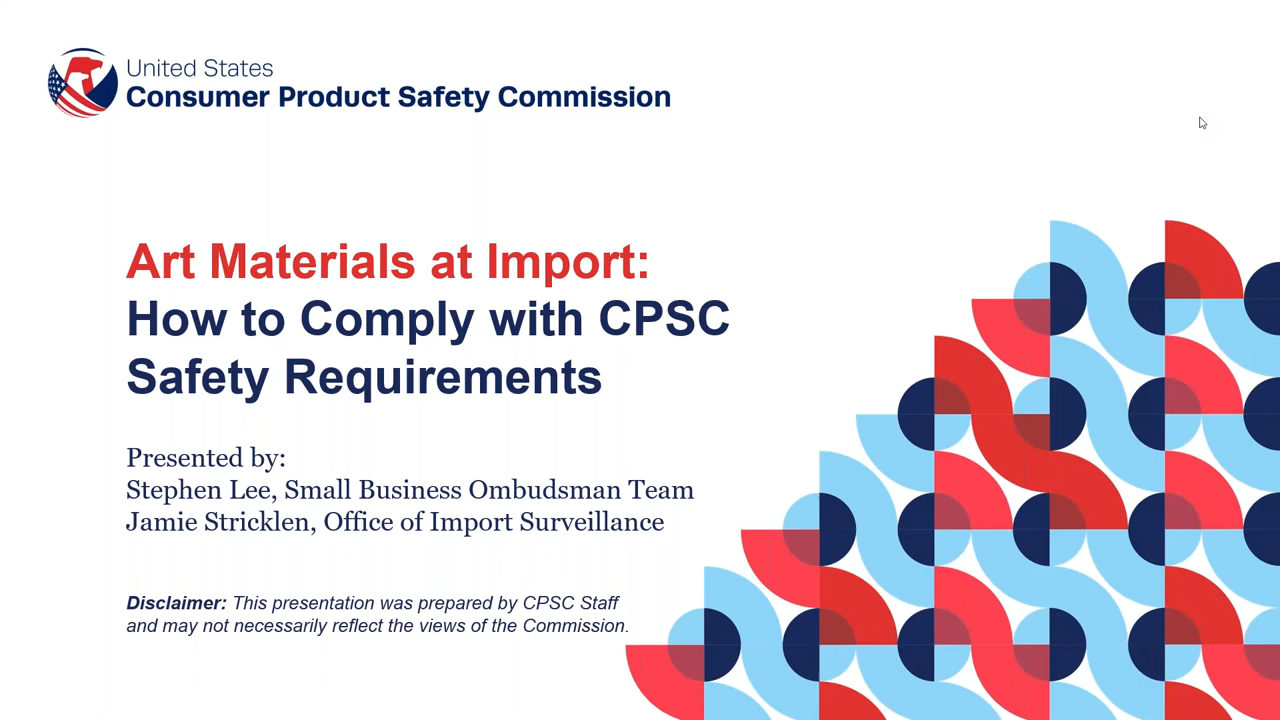 United States
Consumer Product Safety Commission
Art Materials at Import:
How to Comply with CPSC
Safety Requirements
Presented by:
Stephen Lee, Small Business Ombudsman Team
Jamie Stricklen, Office of Import Surveillance
Disclaimer: This presentation was prepared by CPSC Staff
and may not necessarily reflect the views of the Commission.